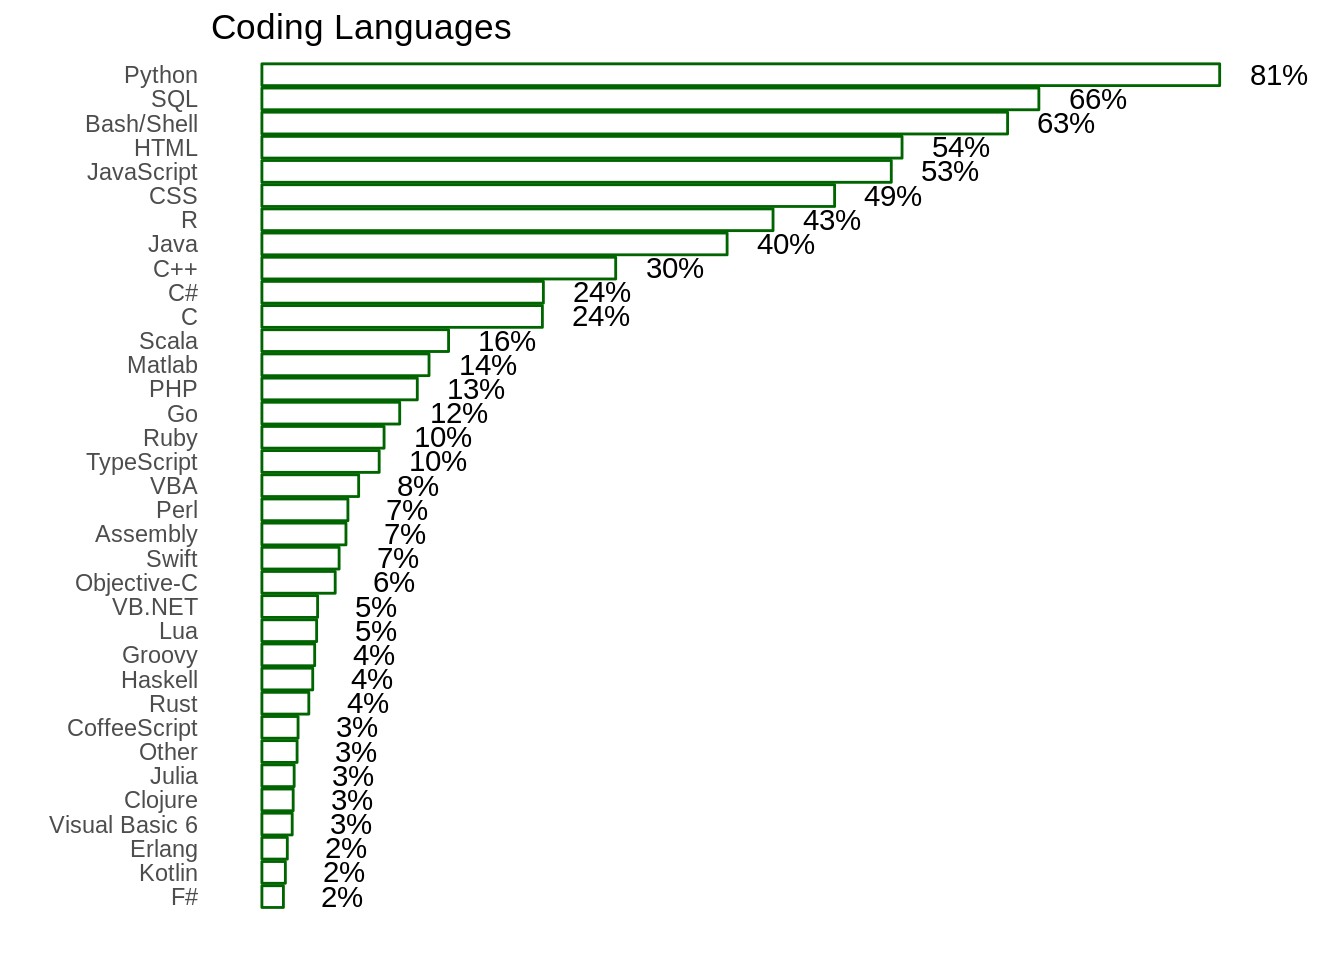 Coding Languages
Python 81%
SQL 66%
Bash/Shell 63%
HTML 54%
JavaScript 53%
CSS 49%
R 43%
Java 40%
C++ 30%
C# 24%
C 24%
Scala 16%
Matlab 14%
PHP 13%
Go 12%
Ruby 10%
TypeScript 10%
VBA 8%
Perl 7%
Assembly 7%
Swift 7%
Objective-C 6%
VB.NET 5%
Lua 5%
Groovy 4%
Haskell 4%
Rust 4%
CoffeeScript 3%
Other 3%
Julia 3%
Clojure 3%
Visual Basic 6 3%
Erlang 2%
Kotlin 2%
F# 2%